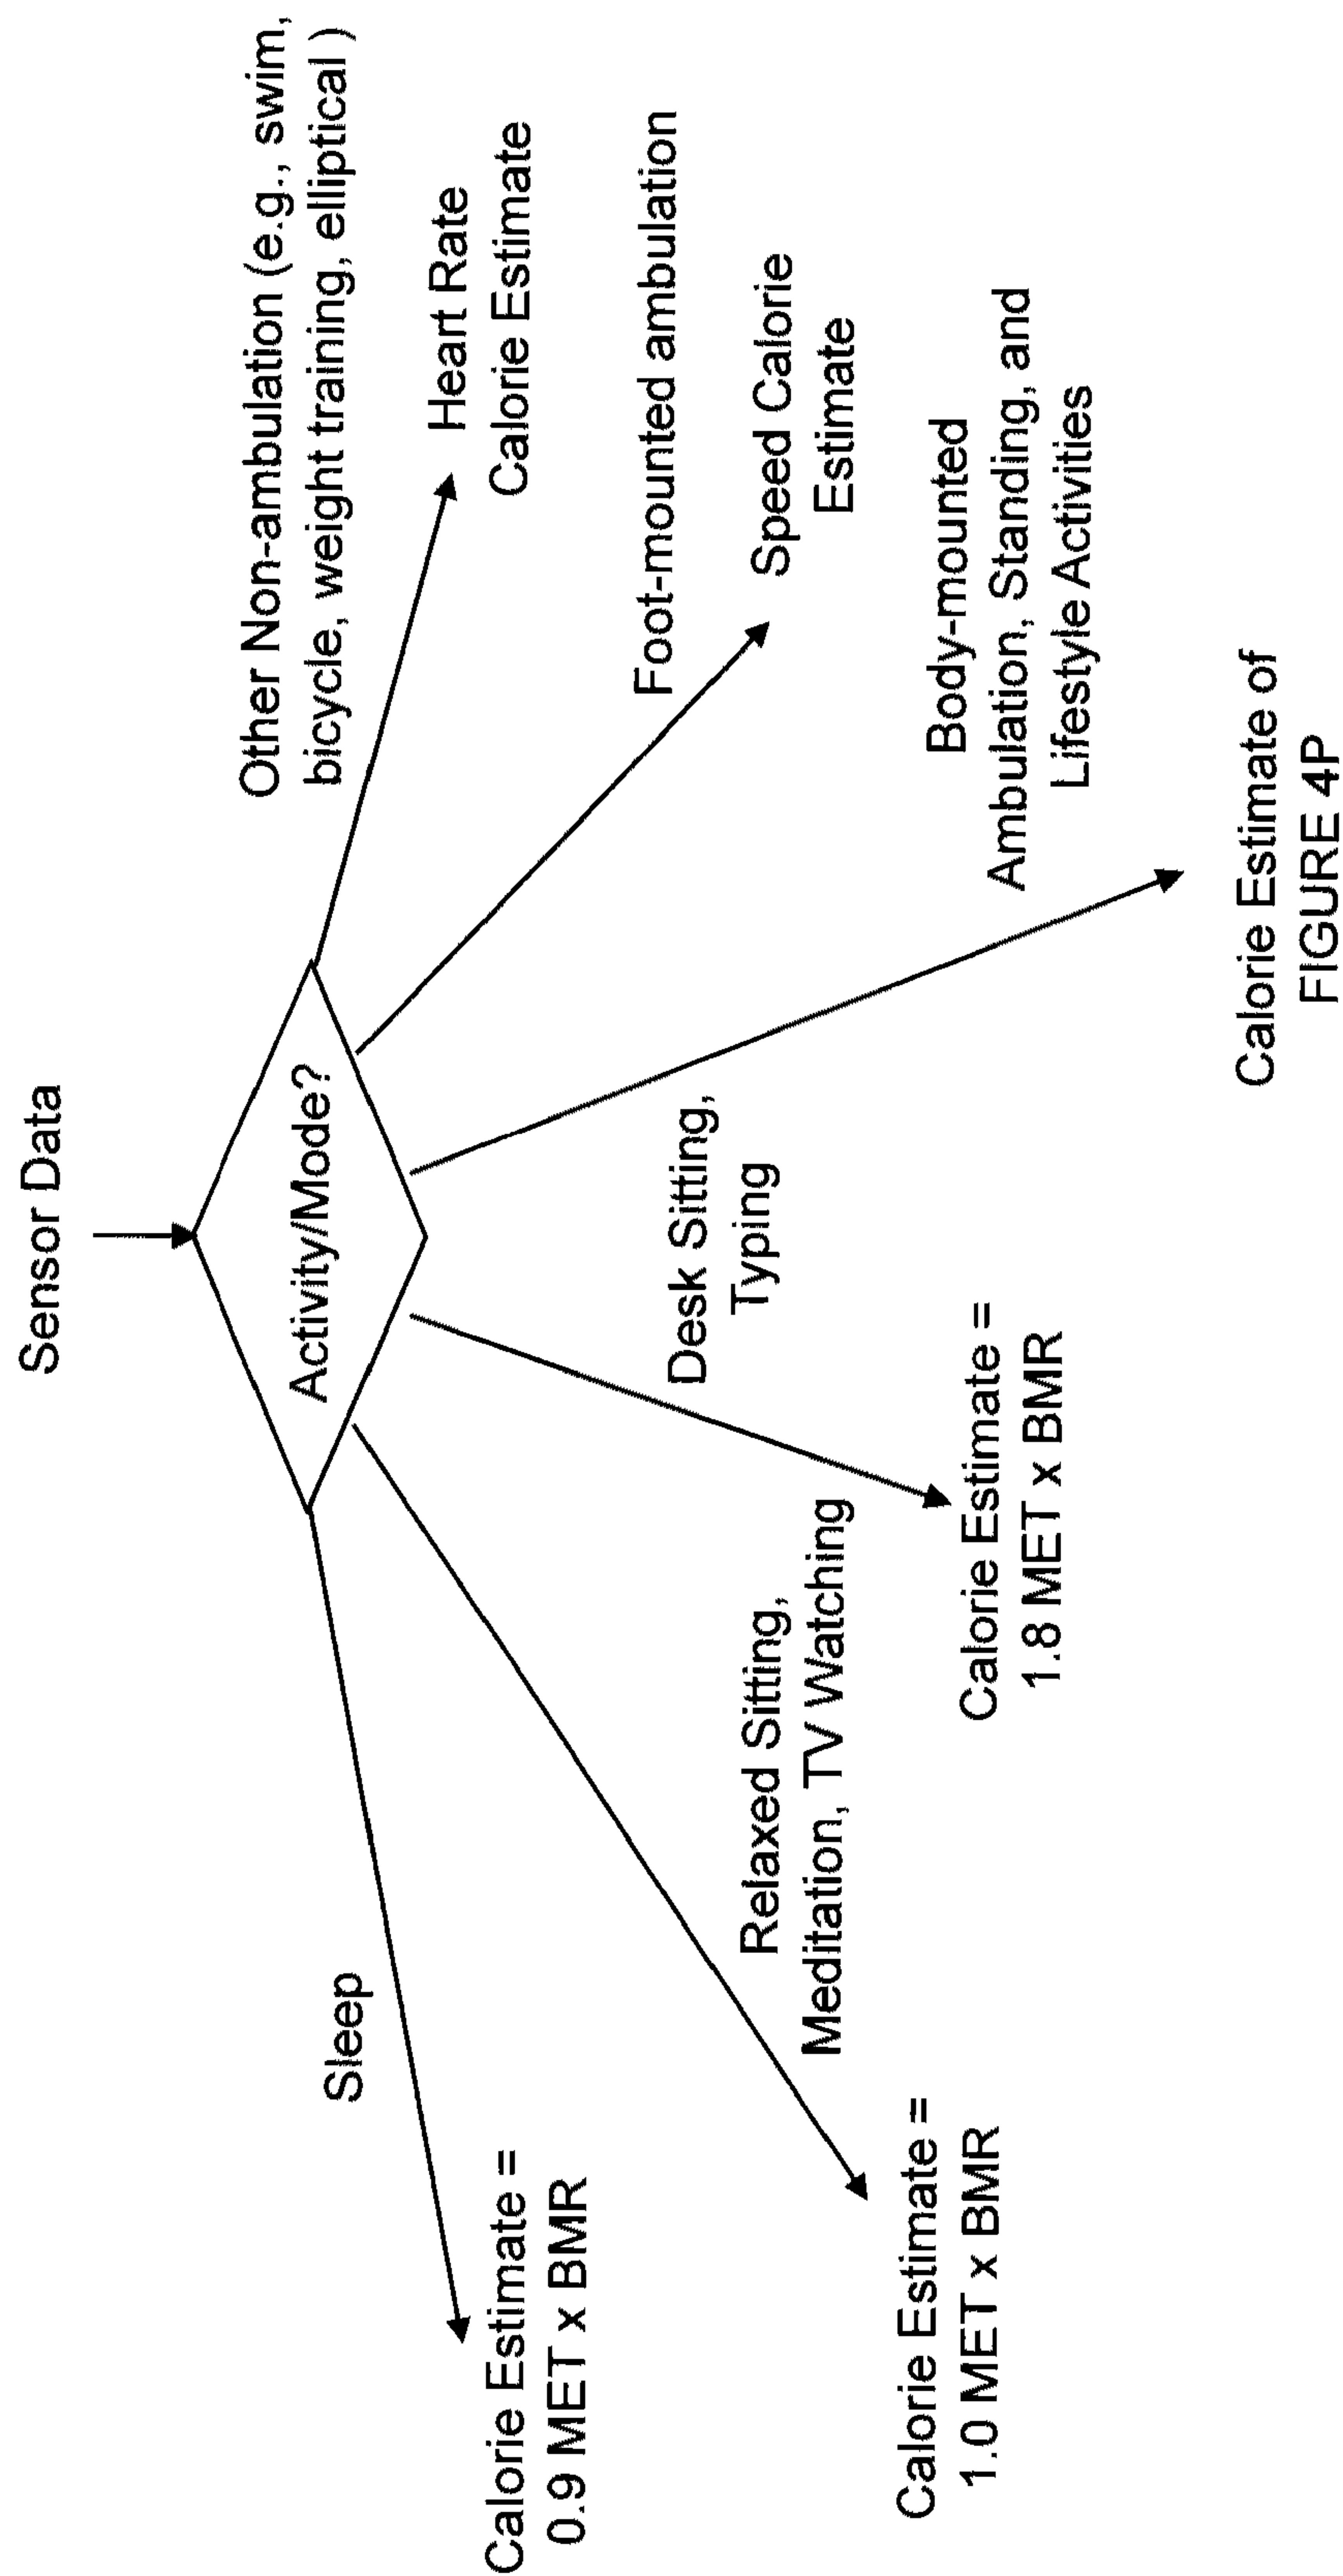 Sensor Data
Activity/Mode?
Sleep
Calorie Estimate =
0.9 MET x BMR
Relaxed Sitting,
Meditation, TV Watching
Calorie Estimate =
1.0 MET x BMR
Desk Sitting,
Typing
Calorie Estimate =
1.8 MET x BMR
Body-mounted
Ambulation, Standing, and
Lifestyle Activities
Calorie Estimate of
FIGURE 4P
Foot-mounted ambulation
Speed Calorie
Estimate
Other Non-ambulation (e.g., swim,
bicycle, weight training, elliptical )
Heart Rate
Calorie Estimate